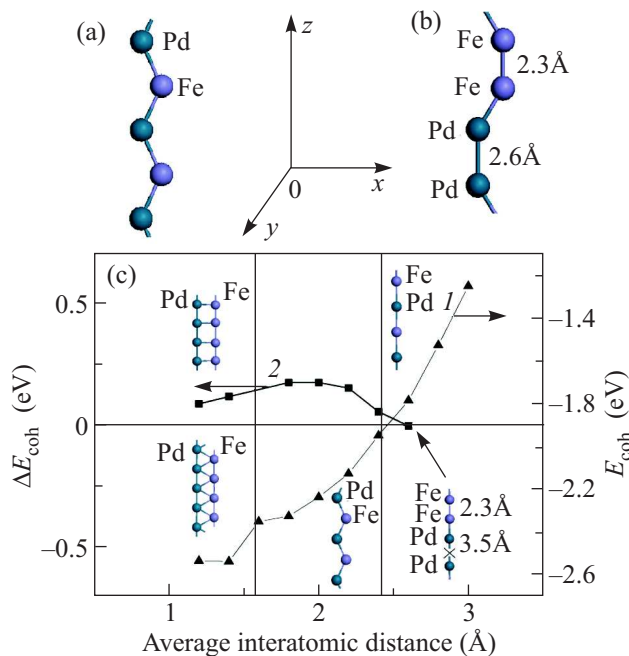 (a)
Pd
Fe
z
x
y
0
(b)
Fe
2.3Å
Fe
Pd
2.6Å
Pd
(c)
Pd Fe
Fe
Pd
1
2
Pd Fe
Pd
Fe
Fe
Fe 2.3Å
Pd 3.5Å
Pd
0.5
0
−0.5
ΔE_coh (eV)
−1.4
−1.8
−2.2
−2.6
E_coh (eV)
1 2 3
Average interatomic distance (Å)